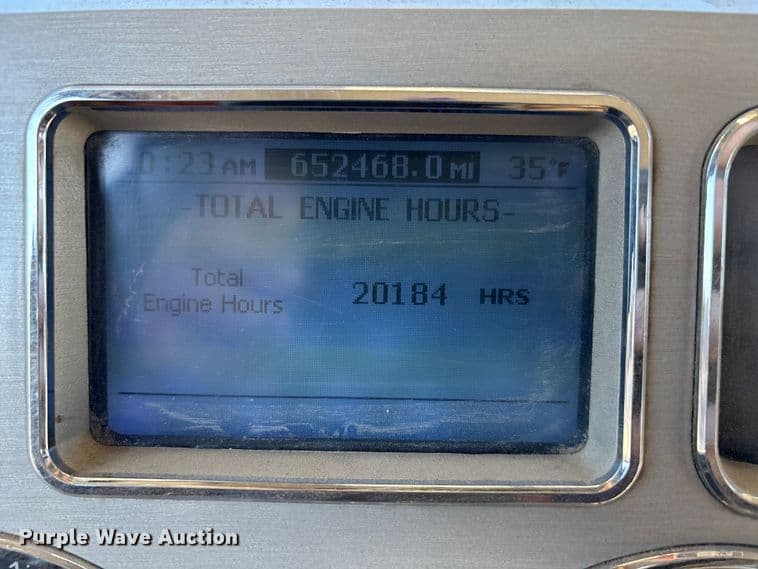 0:23 AM 652468.0 MI 35°F
-TOTAL ENGINE HOURS-
Total
Engine Hours 20184 HRS
Purple Wave Auction